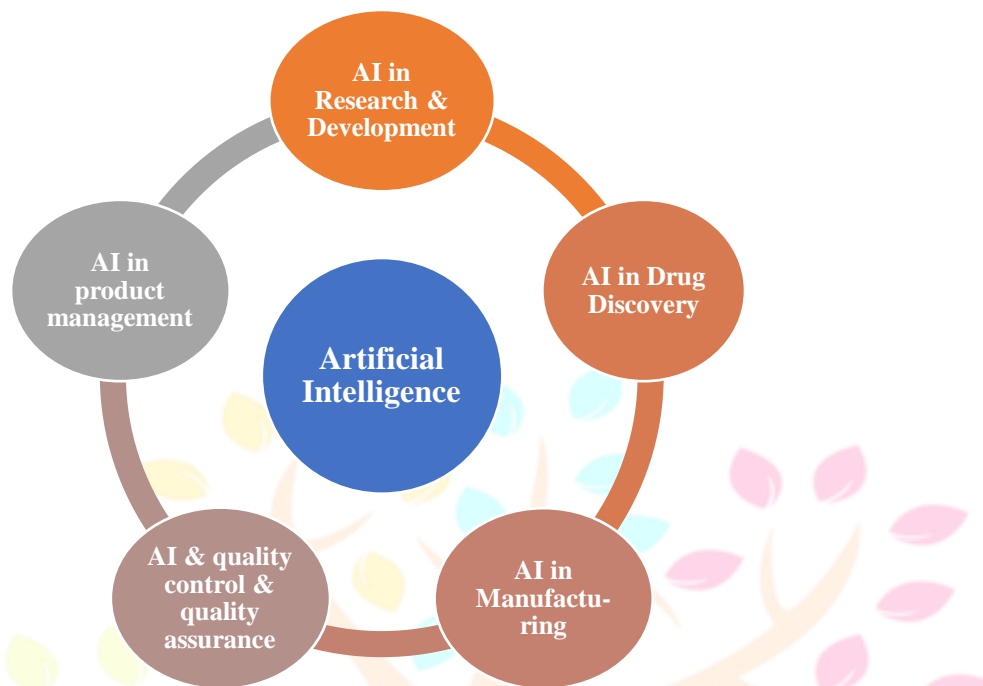 AI in
Research &
Development
AI in Drug
Discovery
AI in
Manufactu-
ring
AI & quality
control &
quality
assurance
AI in
product
management
Artificial
Intelligence